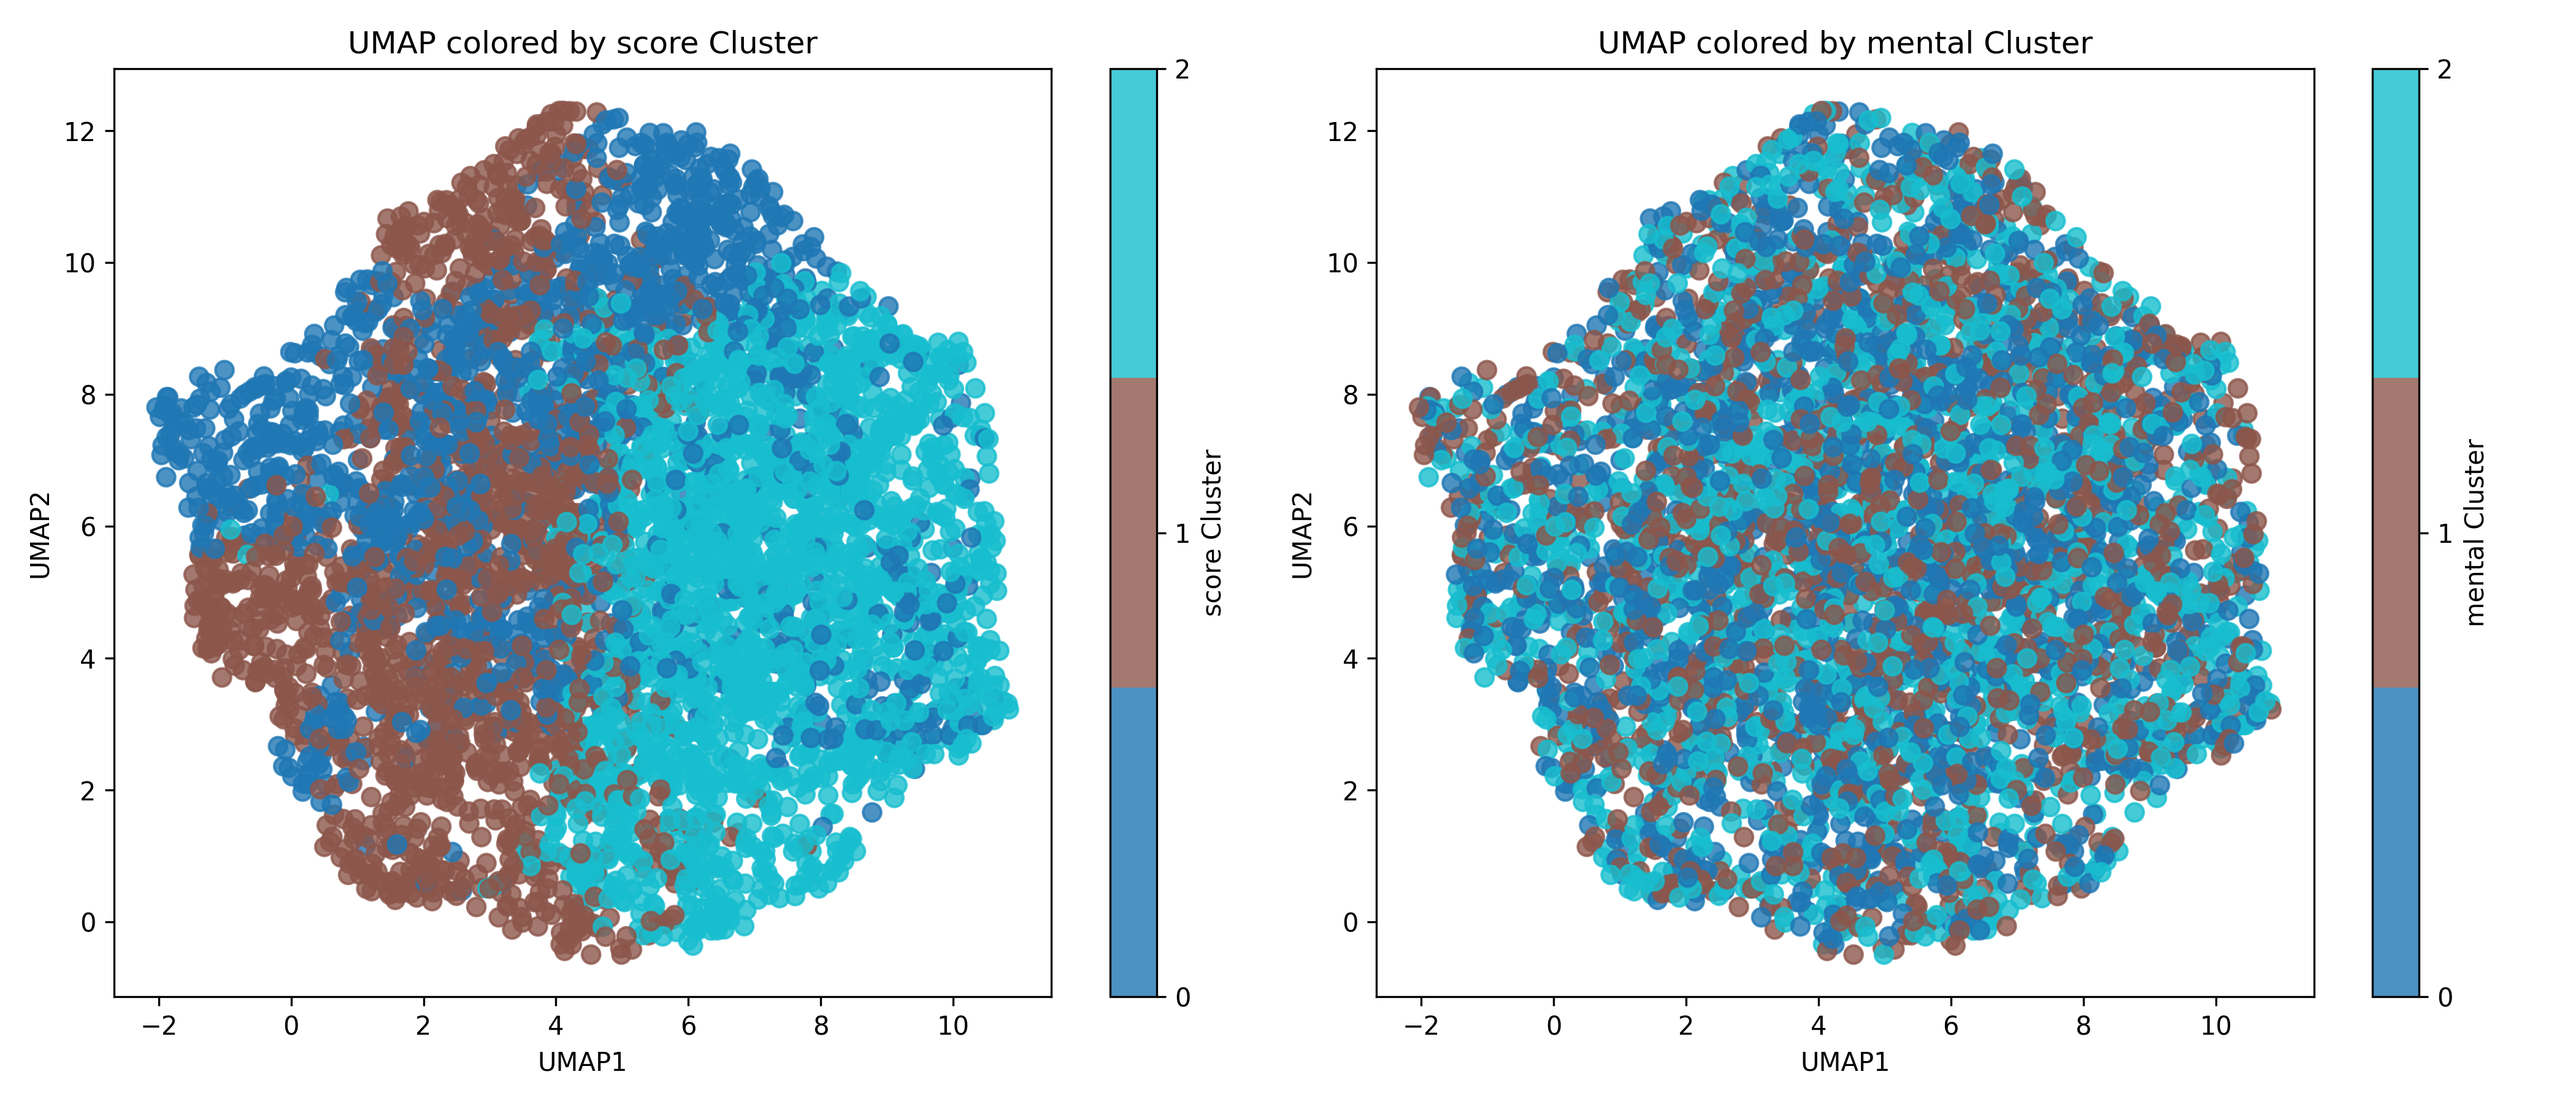 UMAP colored by score Cluster
UMAP2
12
10
8
6
4
2
0
−2 0 2 4 6 8 10
UMAP1
2
1
0
score Cluster
UMAP colored by mental Cluster
UMAP2
12
10
8
6
4
2
0
−2 0 2 4 6 8 10
UMAP1
2
1
0
mental Cluster